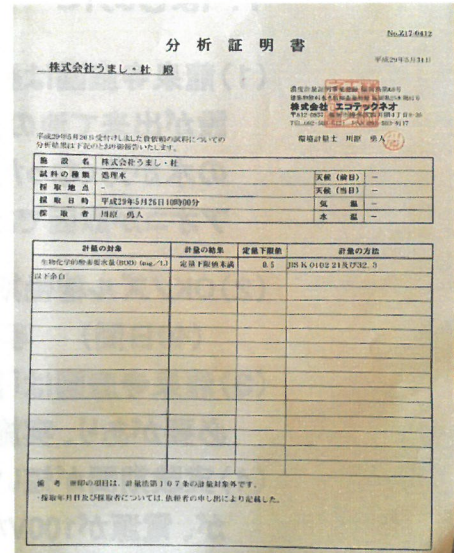 No.Z17-0412
分析証明書
平成29年5月31日
株式会社うまし・杜 殿
株式会社 エコテックネオ
環境計量士 川原 勇人
平成29年5月26日受付けしました貴依頼の試料についての
分析結果は下記のとおり御報告いたします。
施設名 株式会社うまし・杜
試料の種類 処理水 天候(前日) －
採取地点 － 天候(当日) －
採取日時 平成29年5月26日10時00分 気温 －
採取者 川原 勇人 水温 －
計量の対象 計量の結果 定量下限値 計量の方法
生物化学的酸素要求量(BOD) (mg/L) 定量下限値未満 0.5 JIS K 0102 21及び32.3
以下余白
備考 ※印の項目は、計量法第107条の計量対象外です。
採取年月日及び採取者については、依頼者の申し出により記載した。